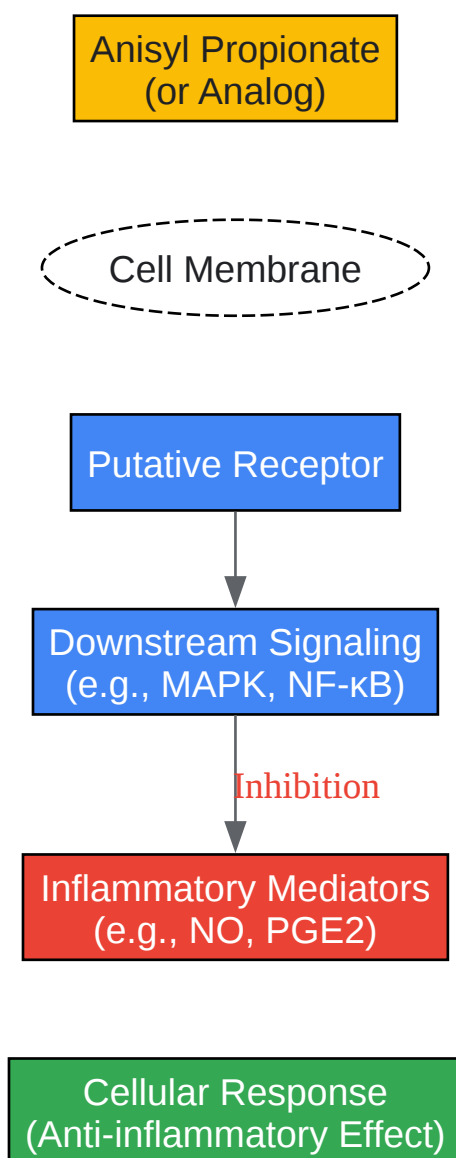 Anisyl Propionate
(or Analog)
Cell Membrane
Putative Receptor
Downstream Signaling
(e.g., MAPK, NF-κB)
Inhibition
Inflammatory Mediators
(e.g., NO, PGE2)
Cellular Response
(Anti-inflammatory Effect)